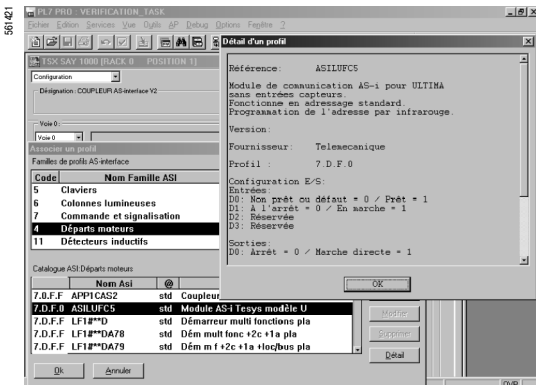 561421
PL7 PRO : VERIFICATION_TASK
Fichier Edition Services Vue Outils AP Debug Options Fenêtre ?
TSX SAY 1000 [RACK 0 POSITION 1]
Configuration
Désignation : COUPLEUR AS-interface V2
Voie 0:
Voie 0
Associer un profil
Familles de profils AS-interface
Code Nom Famille ASI
5 Claviers
6 Colonnes lumineuses
7 Commande et signalisation
4 Départs moteurs
11 Détecteurs inductifs
Catalogue ASI:Départs moteurs
Nom Asi @
7.0.F.F APP1CAS2 std Coupleur
7.D.F.0 ASILUFC5 std Module AS-i Tesys modèle U
7.D.F.F LF1#**D std Démarreur multi fonctions pla
7.D.F.F LF1#**DA78 std Dém mult fonc +2c +1a pla
7.D.F.F LF1#**DA79 std Dém m f +2c +1a +loc/bus pla
Ok Annuler
Modifier
Supprimer
Détail
Détail d'un profil
Référence: ASILUFC5
Module de communication AS-i pour ULTIMA
sans entrées capteurs.
Fonctionne en adressage standard.
Programmation de l'adresse par infrarouge.
Version:
Fournisseur: Telemecanique
Profil : 7.D.F.0
Configuration E/S:
Entrées:
D0: Non prêt ou défaut = 0 / Prêt = 1
D1: A l'arrêt = 0 / En marche = 1
D2: Réservée
D3: Réservée
Sorties:
D0: Arrêt = 0 / Marche directe = 1
OK
OVR